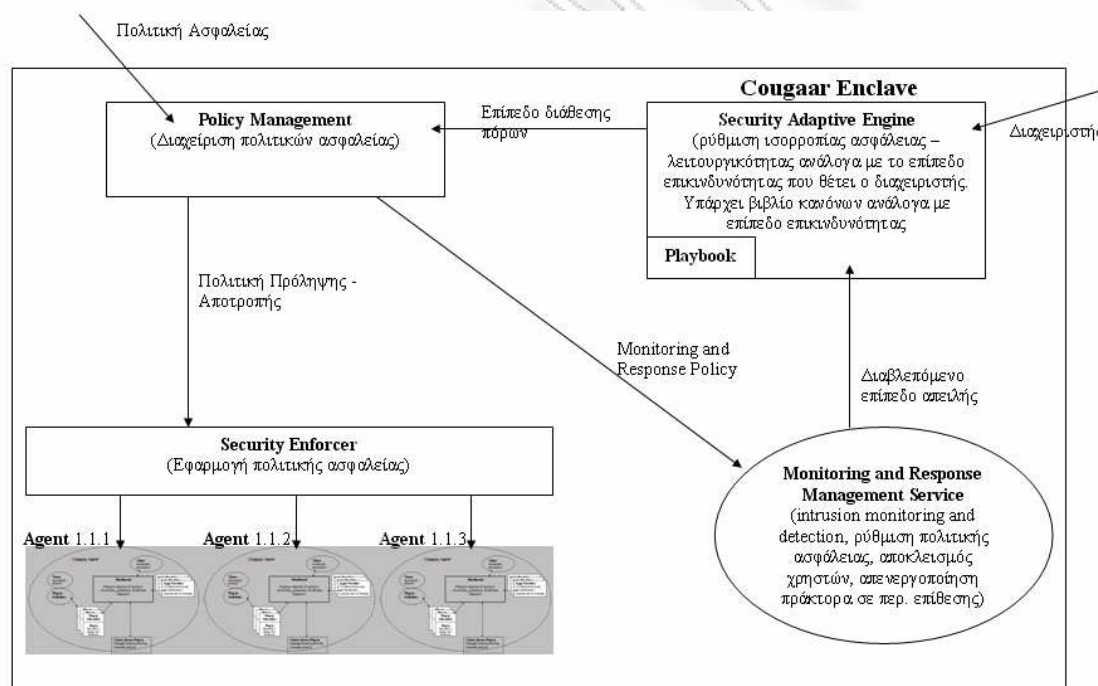 Πολιτική Ασφαλείας
Cougaar Enclave
Policy Management
(Διαχείριση πολιτικών ασφαλείας)
Επίπεδο διάθεσης
πόρων
Security Adaptive Engine
(ρύθμιση ισορροπίας ασφάλειας –
λειτουργικότητας ανάλογα με το επίπεδο
επικινδυνότητας που θέτει ο διαχειριστής.
Υπάρχει βιβλίο κανόνων ανάλογα με
επίπεδο επικινδυνότητας
Playbook
Διαχειριστής
Πολιτική Πρόληψης -
Αποτροπής
Monitoring and
Response Policy
Διαβλεπόμενο
επίπεδο απειλής
Security Enforcer
(Εφαρμογή πολιτικής ασφαλείας)
Monitoring and Response
Management Service
(intrusion monitoring and
detection, ρύθμιση πολιτικής
ασφάλειας, αποκλεισμός
χρηστών, απενεργοποίηση
πράκτορα σε περ. επίθεσης)
Agent 1.1.1
Agent 1.1.2
Agent 1.1.3